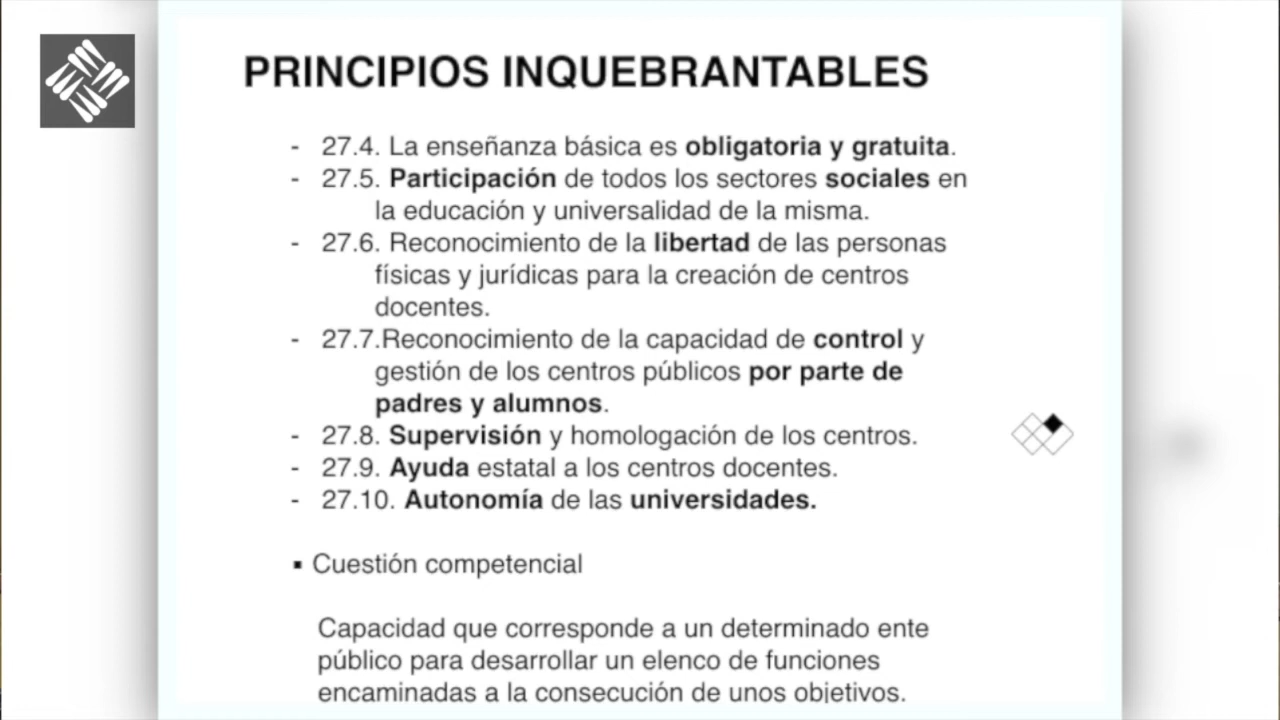 PRINCIPIOS INQUEBRANTABLES
- 27.4. La enseñanza básica es obligatoria y gratuita.
- 27.5. Participación de todos los sectores sociales en
la educación y universalidad de la misma.
- 27.6. Reconocimiento de la libertad de las personas
físicas y jurídicas para la creación de centros
docentes.
- 27.7.Reconocimiento de la capacidad de control y
gestión de los centros públicos por parte de
padres y alumnos.
- 27.8. Supervisión y homologación de los centros.
- 27.9. Ayuda estatal a los centros docentes.
- 27.10. Autonomía de las universidades.
▪ Cuestión competencial
Capacidad que corresponde a un determinado ente
público para desarrollar un elenco de funciones
encaminadas a la consecución de unos objetivos.